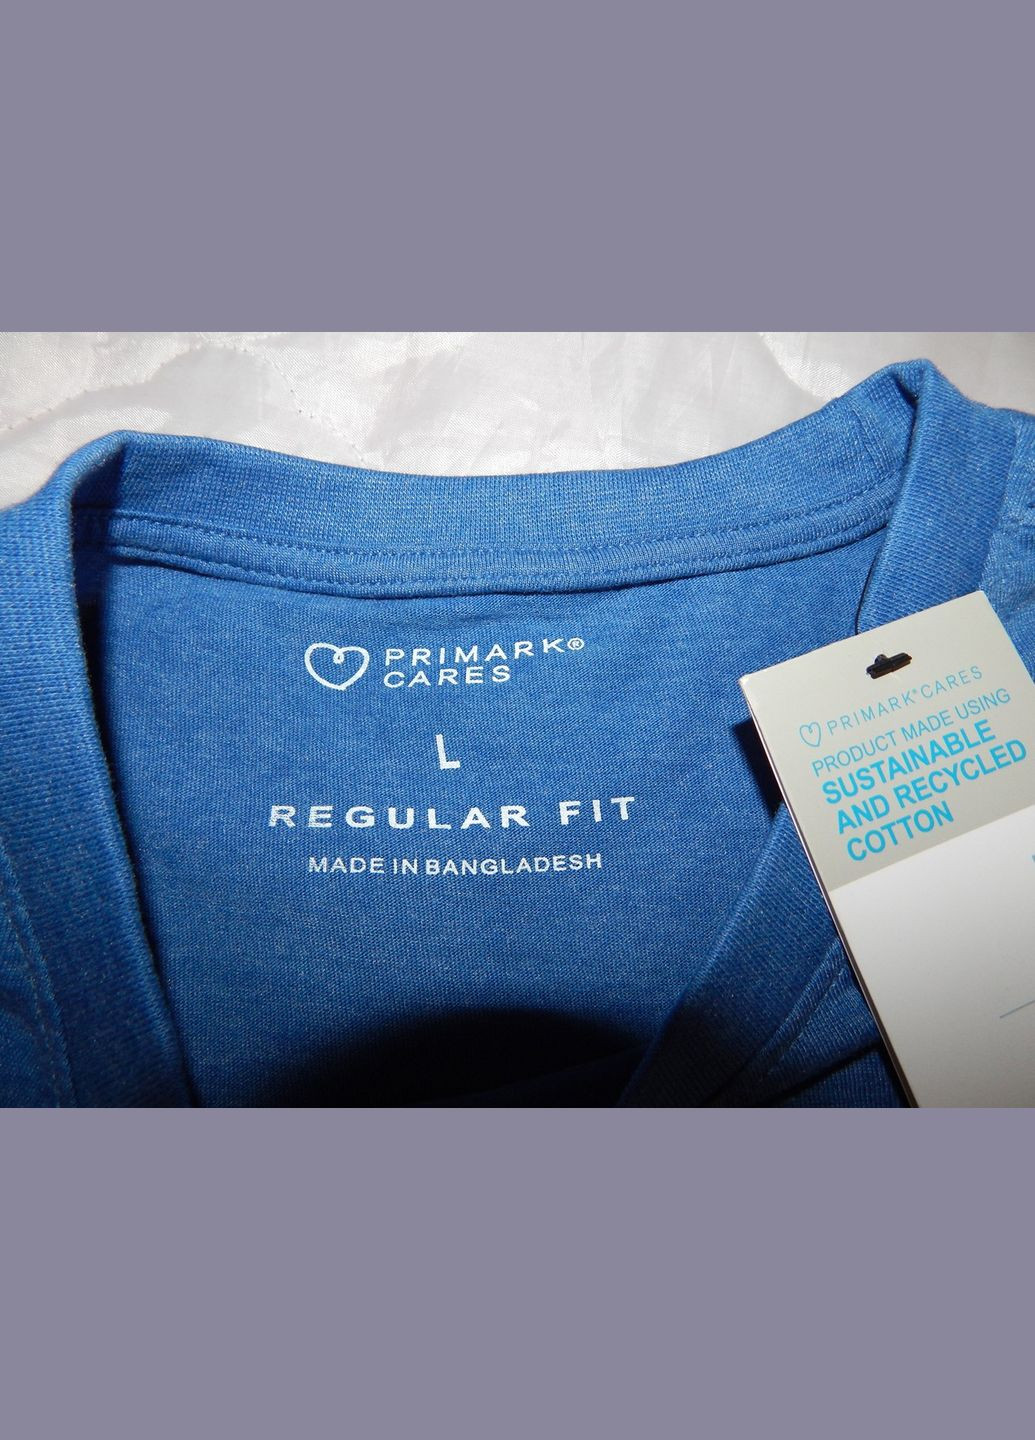 PRIMARK®
CARES
L
REGULAR FIT
MADE IN BANGLADESH
PRIMARK® CARES
PRODUCT MADE USING
SUSTAINABLE
AND RECYCLED
COTTON